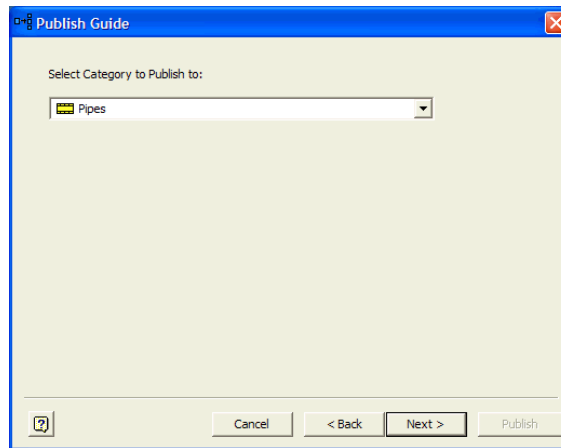 Publish Guide
Select Category to Publish to:
Pipes
Cancel
< Back
Next >
Publish